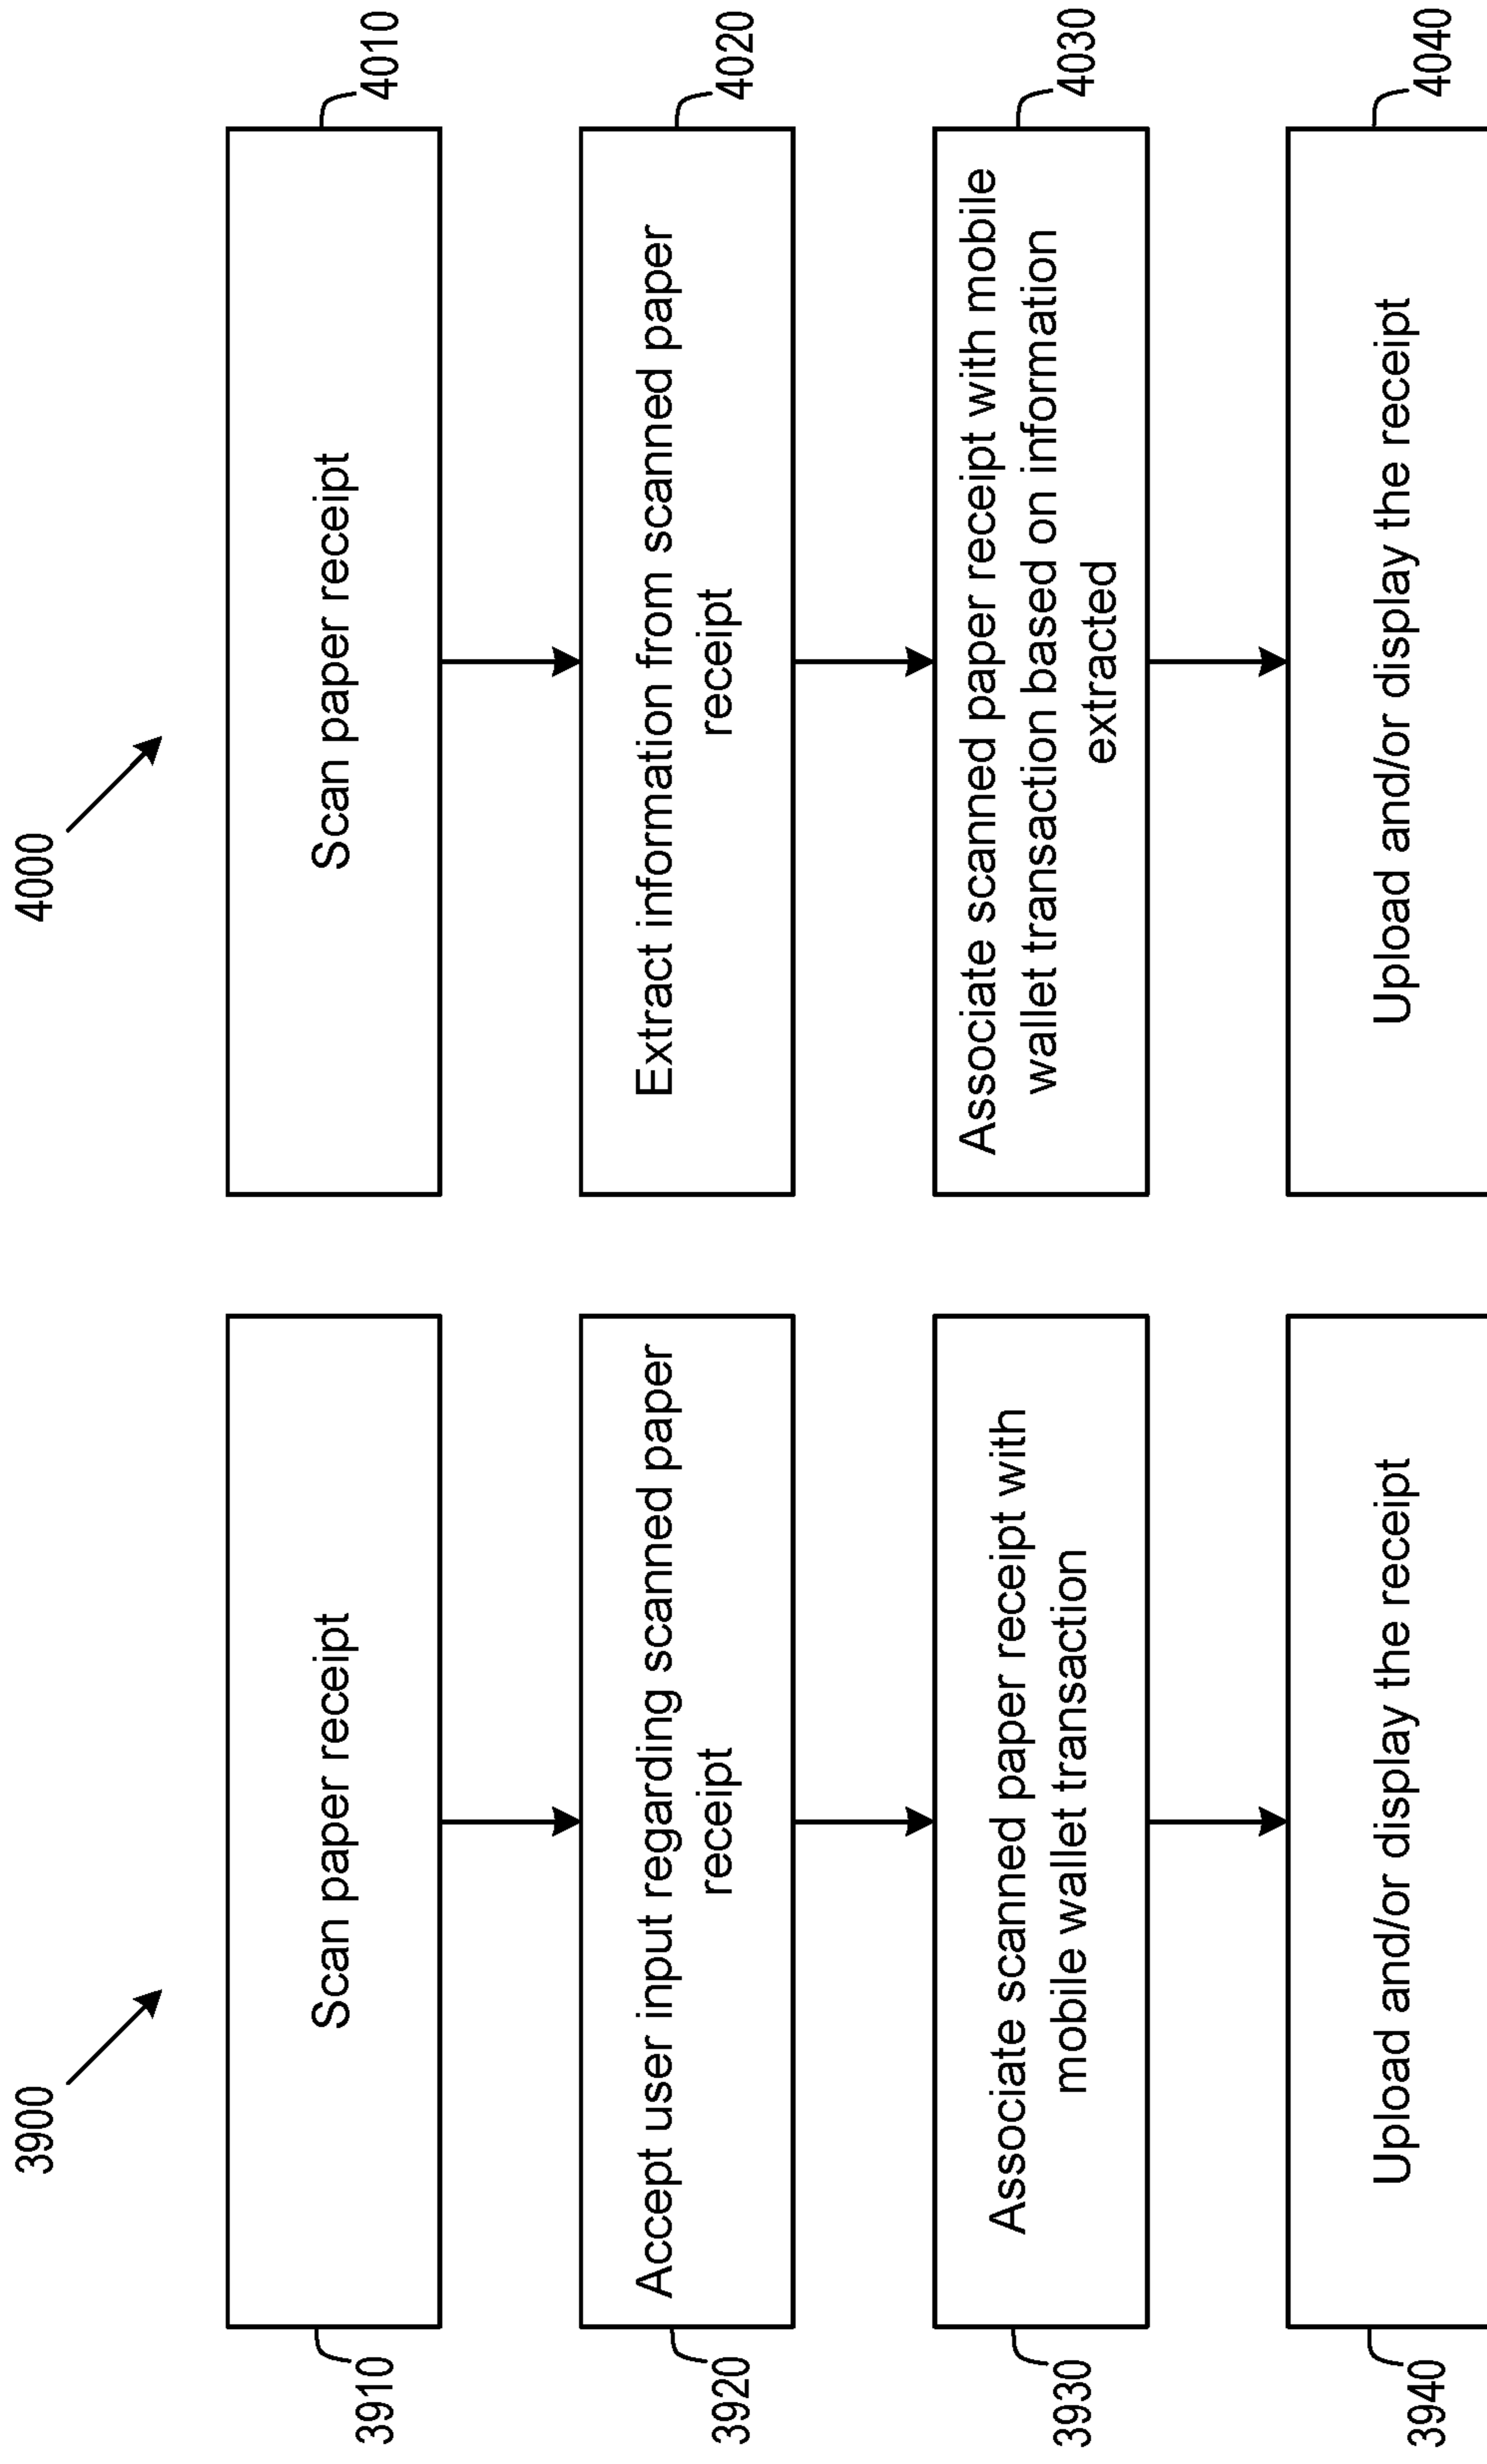 3900
3910
Scan paper receipt
3920
Accept user input regarding scanned paper
receipt
3930
Associate scanned paper receipt with
mobile wallet transaction
3940
Upload and/or display the receipt
4000
4010
Scan paper receipt
4020
Extract information from scanned paper
receipt
4030
Associate scanned paper receipt with mobile
wallet transaction based on information
extracted
4040
Upload and/or display the receipt